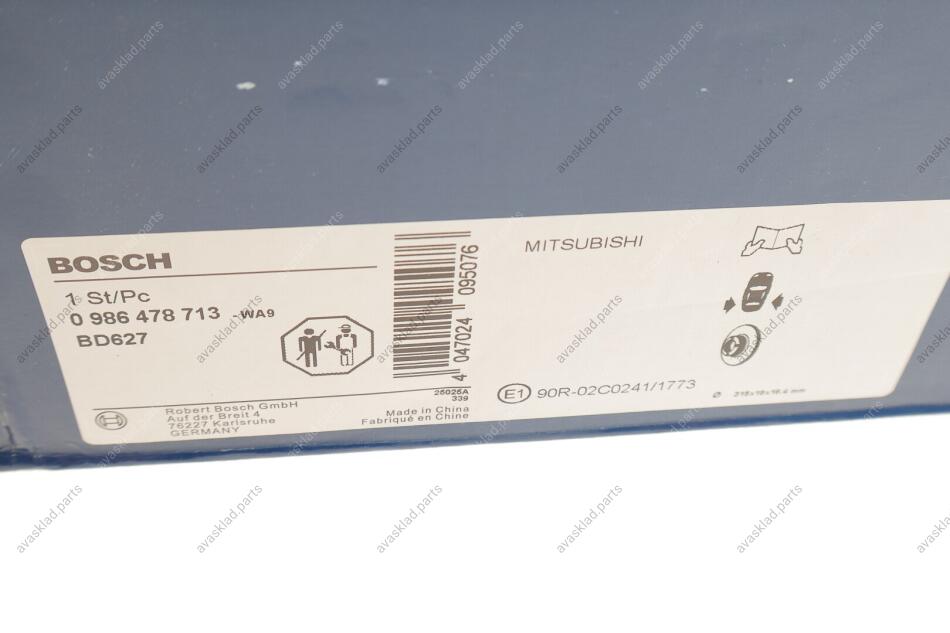 BOSCH
1 St/Pc
0 986 478 713 -WA9
BD627
4 047024 095076
25025A
339
Robert Bosch GmbH
Auf der Breit 4
76227 Karlsruhe
GERMANY
Made in China
Fabriqué en Chine
MITSUBISHI
E1 90R-02C0241/1773
avasklad.parts